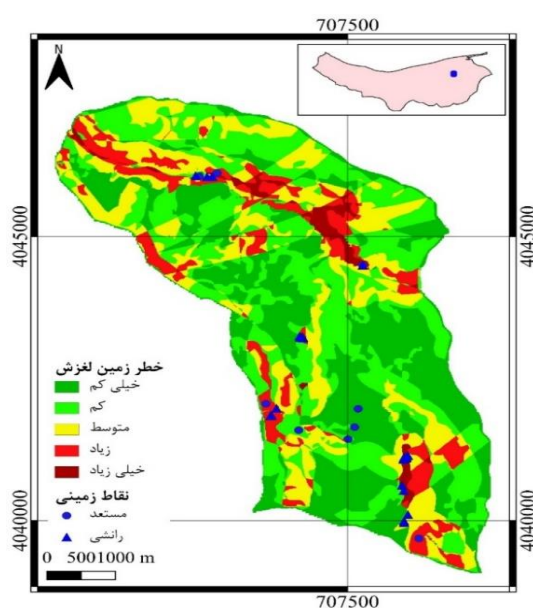 707500
N
4045000
4045000
خطر زمین لغزش
خیلی کم
کم
متوسط
زیاد
خیلی زیاد
نقاط زمینی
مستعد
رانشی
0 5001000 m
4040000
4040000
707500